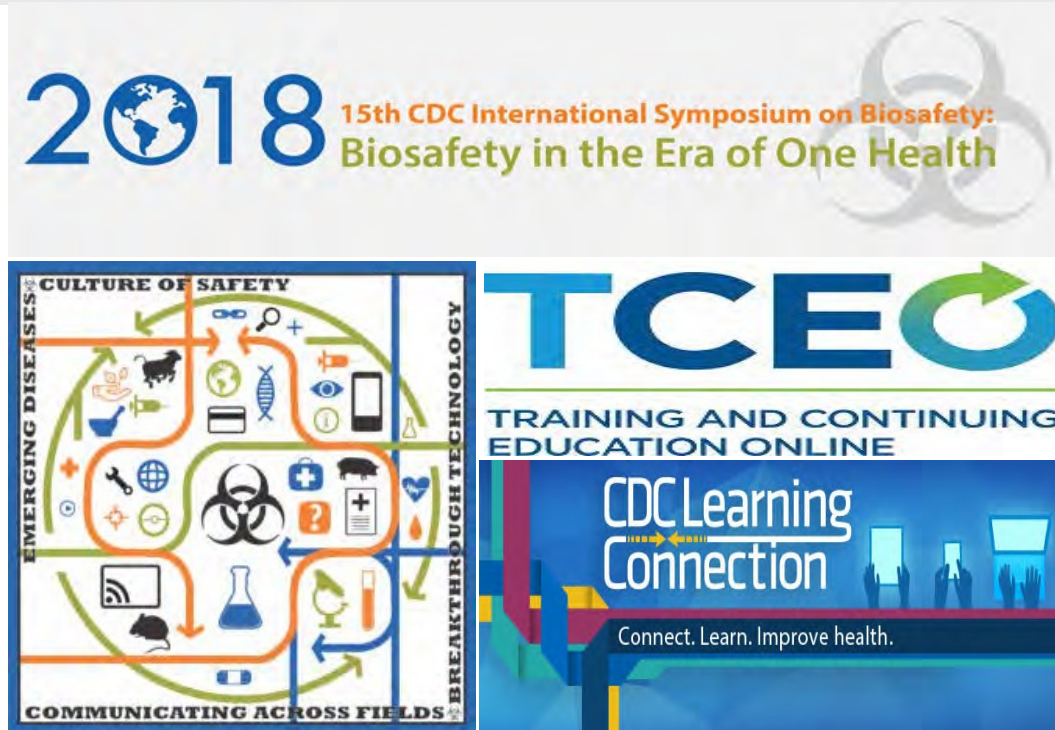 2018
15th CDC International Symposium on Biosafety:
Biosafety in the Era of One Health
CULTURE OF SAFETY
EMERGING DISEASES
BREAKTHROUGH TECHNOLOGY
COMMUNICATING ACROSS FIELDS
?
i
TCEO
TRAINING AND CONTINUING
EDUCATION ONLINE
CDC Learning
Connection
Connect. Learn. Improve health.